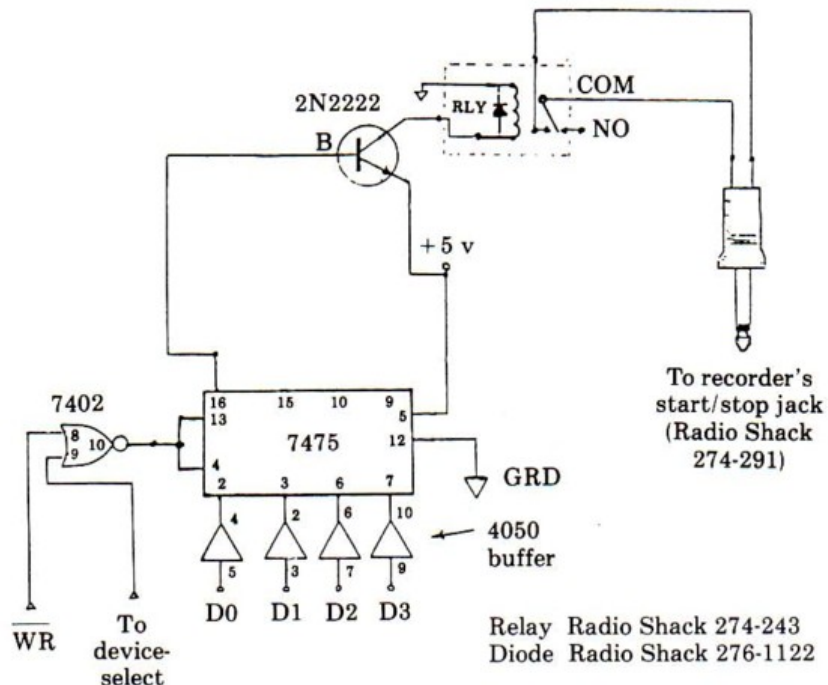 COM
2N2222
RLY
B
NO
+5 v
To recorder's
start/stop jack
(Radio Shack
274-291)
7402
16 15 10 9
13 5
8
10
9
7475
12
4
GRD
2 3 6 7
4 2 6 10
4050
buffer
5 3 7 9
D0 D1 D2 D3
WR
To
device-
select
Relay Radio Shack 274-243
Diode Radio Shack 276-1122